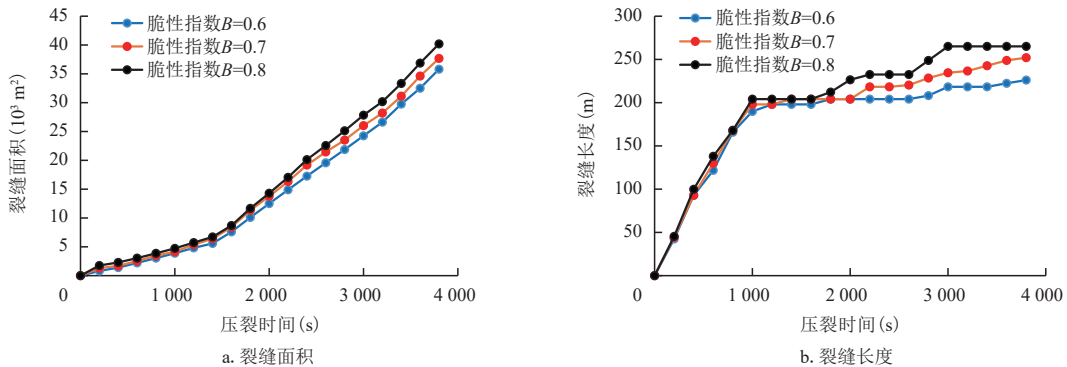 脆性指数B=0.6
脆性指数B=0.7
脆性指数B=0.8
45
40
35
30
25
20
15
10
5
0
1 000
2 000
3 000
4 000
裂缝面积(10³ m²)
压裂时间(s)
a. 裂缝面积
脆性指数B=0.6
脆性指数B=0.7
脆性指数B=0.8
300
250
200
150
100
50
0
1 000
2 000
3 000
4 000
裂缝长度(m)
压裂时间(s)
b. 裂缝长度